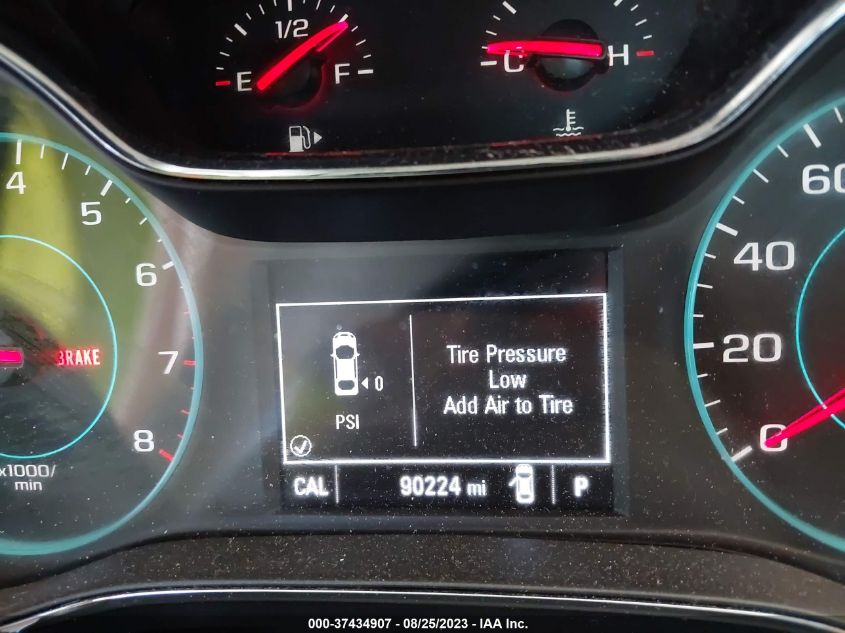 1/2
E
F
C
H
4
5
6
7
8
BRAKE
x1000/
min
60
40
20
0
0
PSI
Tire Pressure
Low
Add Air to Tire
CAL
90224 mi
P
000-37434907 - 08/25/2023 - IAA Inc.